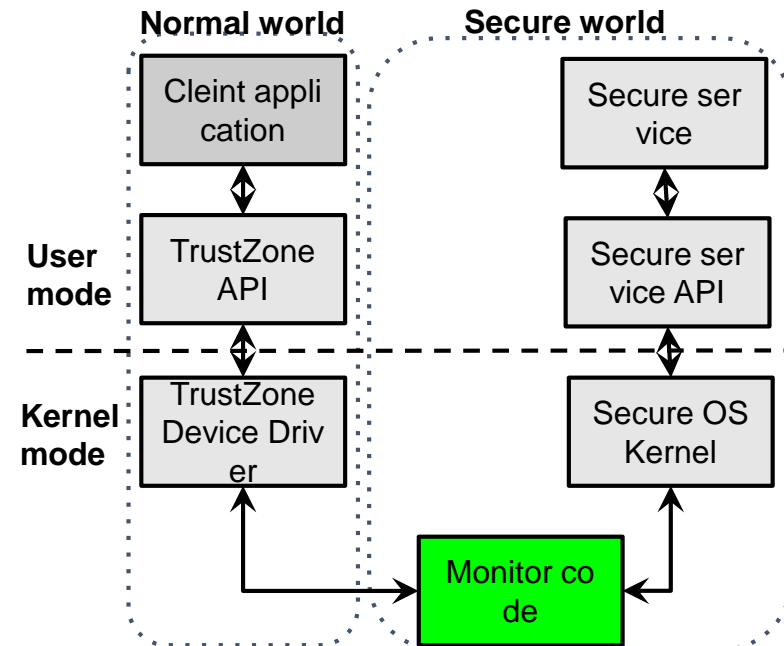 Normal world
Secure world
Cleint appli
cation
Secure ser
vice
User
mode
TrustZone
API
Secure ser
vice API
Kernel
mode
TrustZone
Device Driv
er
Secure OS
Kernel
Monitor co
de